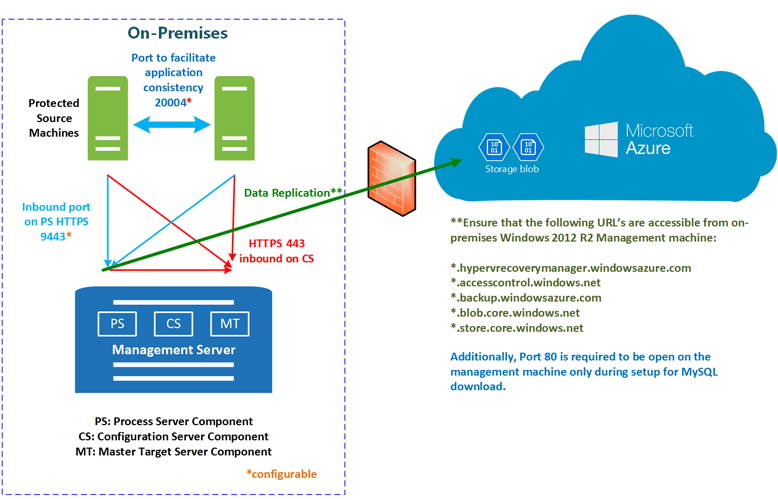 On-Premises
Port to facilitate
application
consistency
20004*
Protected
Source
Machines
Inbound port
on PS HTTPS
9443*
Data Replication**
HTTPS 443
inbound on CS
PS
CS
MT
Management Server
PS: Process Server Component
CS: Configuration Server Component
MT: Master Target Server Component
*configurable
10
01
10
01
Storage blob
Microsoft
Azure
**Ensure that the following URL's are accessible from on-
premises Windows 2012 R2 Management machine:
*.hypervrecoverymanager.windowsazure.com
*.accesscontrol.windows.net
*.backup.windowsazure.com
*.blob.core.windows.net
*.store.core.windows.net
Additionally, Port 80 is required to be open on the
management machine only during setup for MySQL
download.